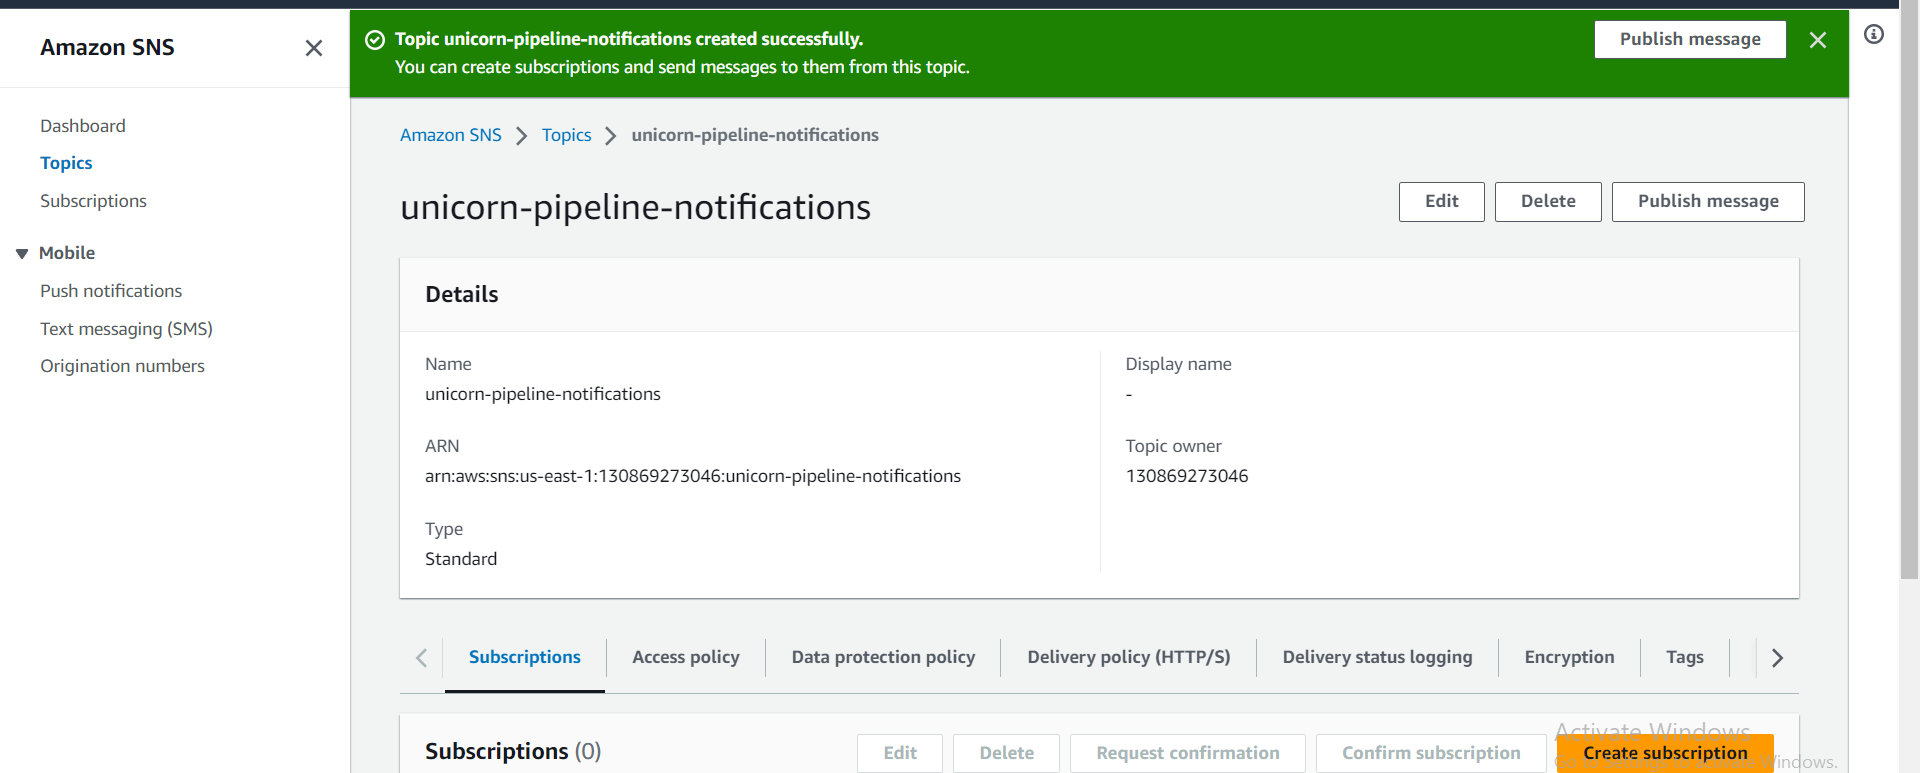 Amazon SNS
Topic unicorn-pipeline-notifications created successfully.
You can create subscriptions and send messages to them from this topic.
Publish message
Dashboard
Topics
Subscriptions
Mobile
Push notifications
Text messaging (SMS)
Origination numbers
Amazon SNS > Topics > unicorn-pipeline-notifications
unicorn-pipeline-notifications
Edit Delete Publish message
Details
Name
unicorn-pipeline-notifications
ARN
arn:aws:sns:us-east-1:130869273046:unicorn-pipeline-notifications
Type
Standard
Display name
-
Topic owner
130869273046
Subscriptions Access policy Data protection policy Delivery policy (HTTP/S) Delivery status logging Encryption Tags
Subscriptions (0)
Edit Delete Request confirmation Confirm subscription Create subscription
Activate Windows
Windows.